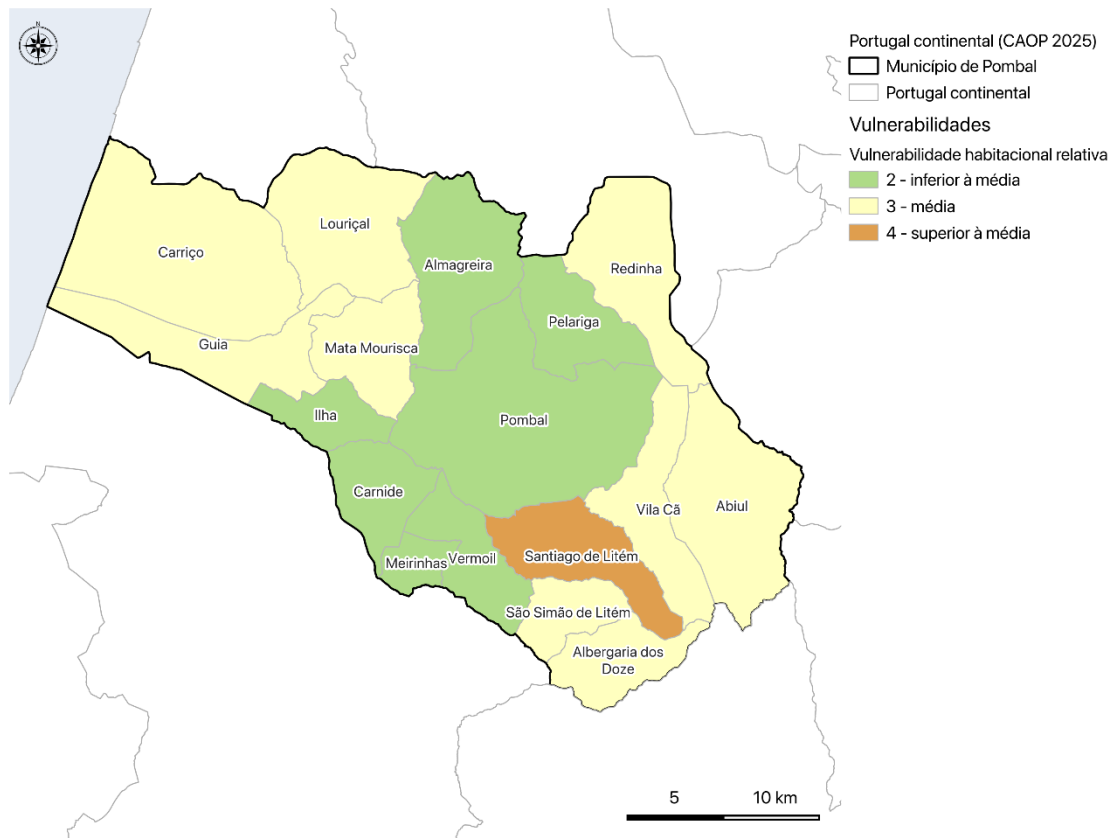 N
Portugal continental (CAOP 2025)
Município de Pombal
Portugal continental
Vulnerabilidades
Vulnerabilidade habitacional relativa
2 - inferior à média
3 - média
4 - superior à média
Louriçal
Carriço
Almagreira
Redinha
Pelariga
Guia
Mata Mourisca
Ilha
Pombal
Carnide
Vila Cã
Abiul
Meirinhas
Vermoil
Santiago de Litém
São Simão de Litém
Albergaria dos
Doze
5
10 km